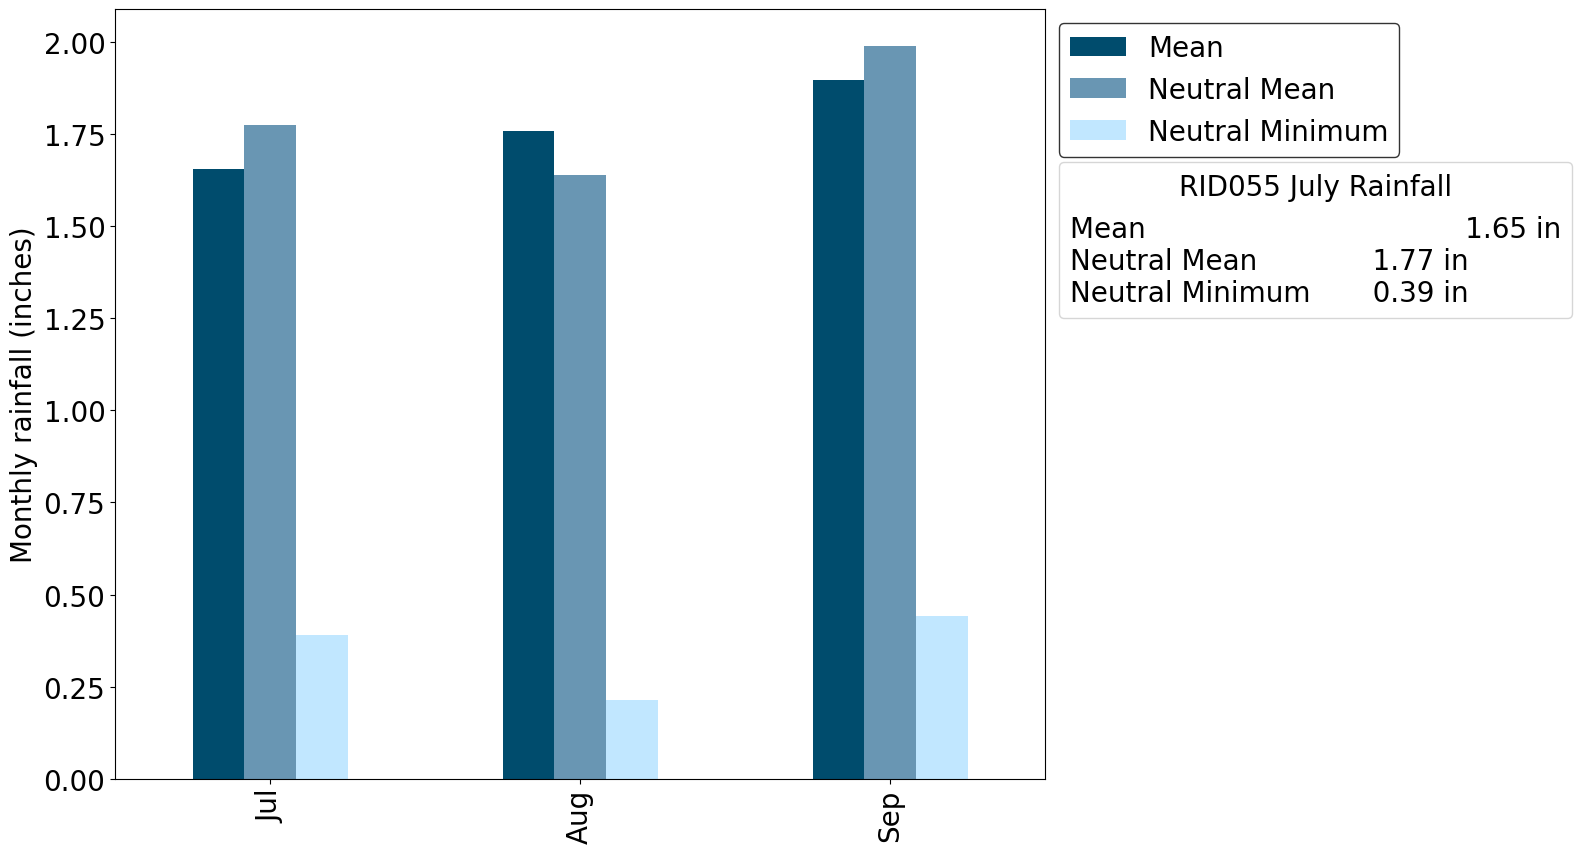 2.00
1.75
1.50
1.25
1.00
0.75
0.50
0.25
0.00
Monthly rainfall (inches)
Jul
Aug
Sep
Mean
Neutral Mean
Neutral Minimum
RID055 July Rainfall
Mean 1.65 in
Neutral Mean 1.77 in
Neutral Minimum 0.39 in